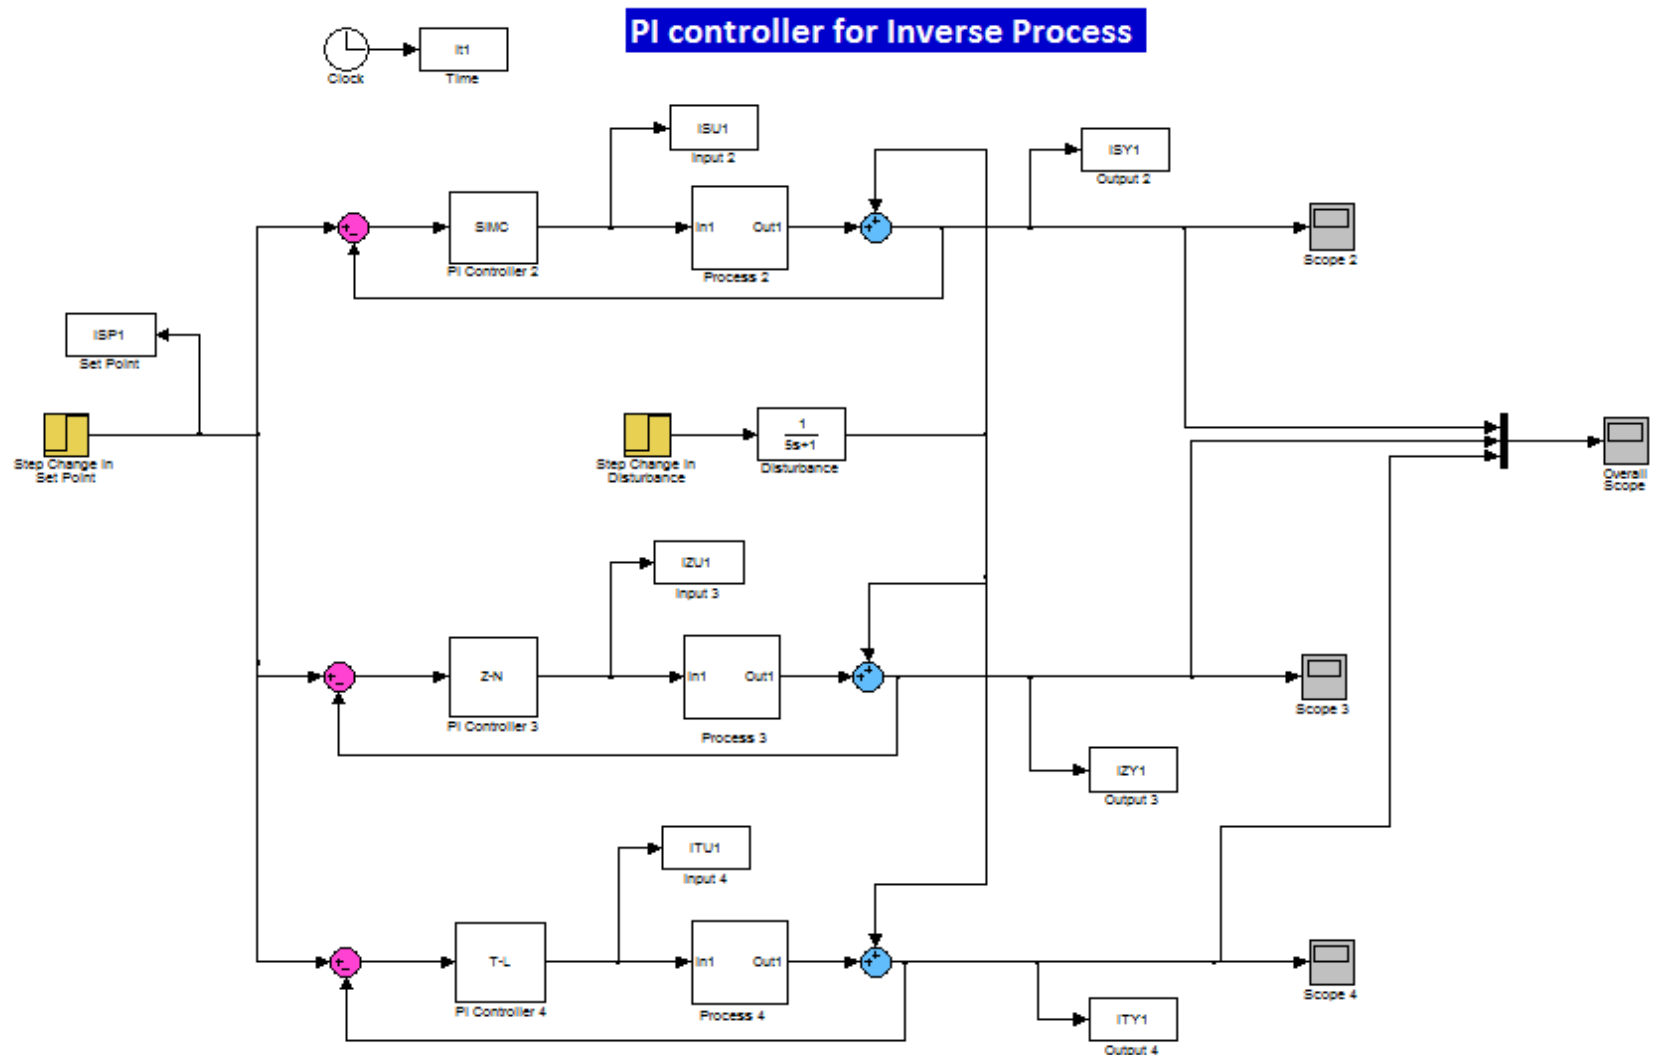 PI controller for Inverse Process
It1
Clock
Time
ISU1
Input 2
ISY1
Output 2
+
-
SIMC
PI Controller 2
In1
Out1
Process 2
+
+
Scope 2
ISP1
Set Point
Step Change in
Set Point
Step Change in
Disturbance
1
5s+1
Disturbance
Overall
Scope
IZU1
Input 3
+
-
Z-N
PI Controller 3
In1
Out1
Process 3
+
+
Scope 3
IZY1
Output 3
ITU1
Input 4
+
-
T-L
PI Controller 4
In1
Out1
Process 4
+
+
Scope 4
ITY1
Output 4